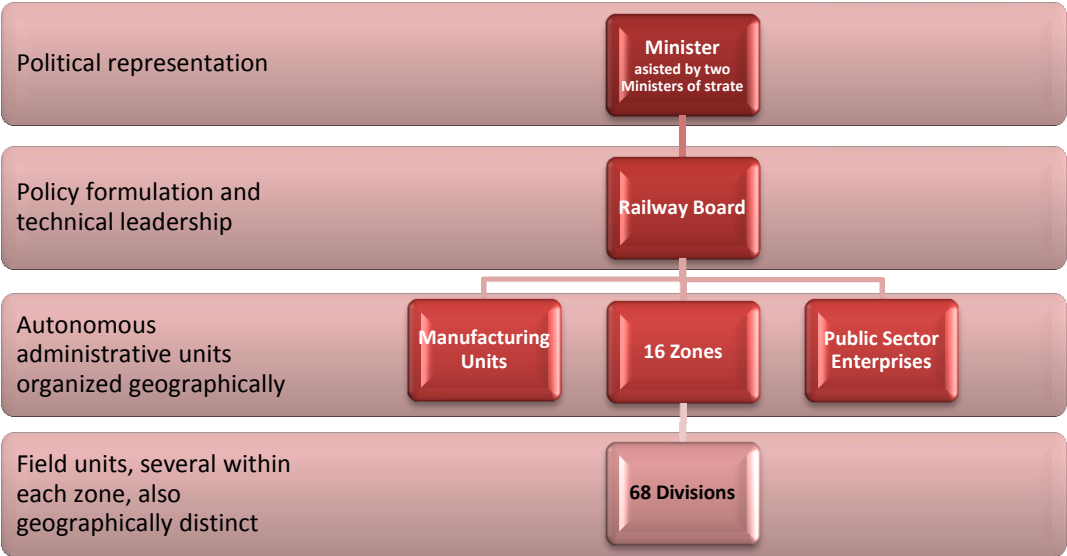 Political representation
Minister
asisted by two
Ministers of strate
Policy formulation and
technical leadership
Railway Board
Autonomous
administrative units
organized geographically
Manufacturing
Units
16 Zones
Public Sector
Enterprises
Field units, several within
each zone, also
geographically distinct
68 Divisions